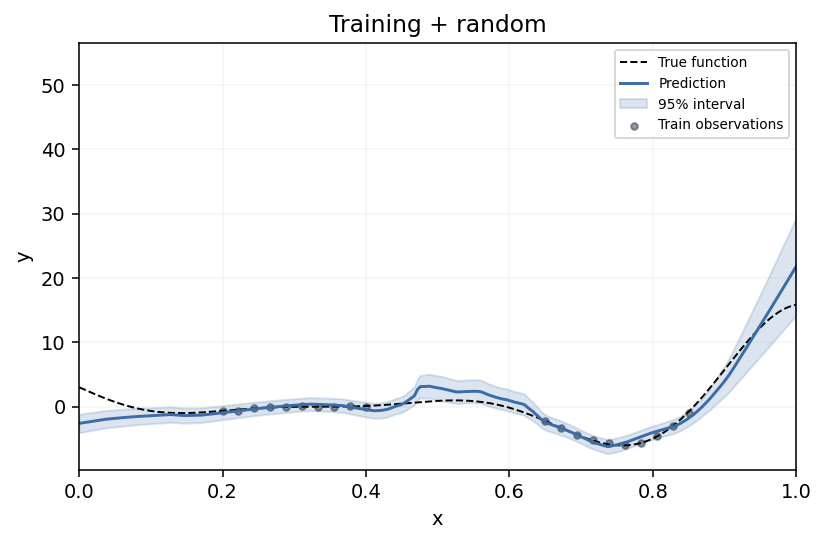 Training + random
True function
Prediction
95% interval
Train observations
y
50
40
30
20
10
0
0.0 0.2 0.4 0.6 0.8 1.0
x